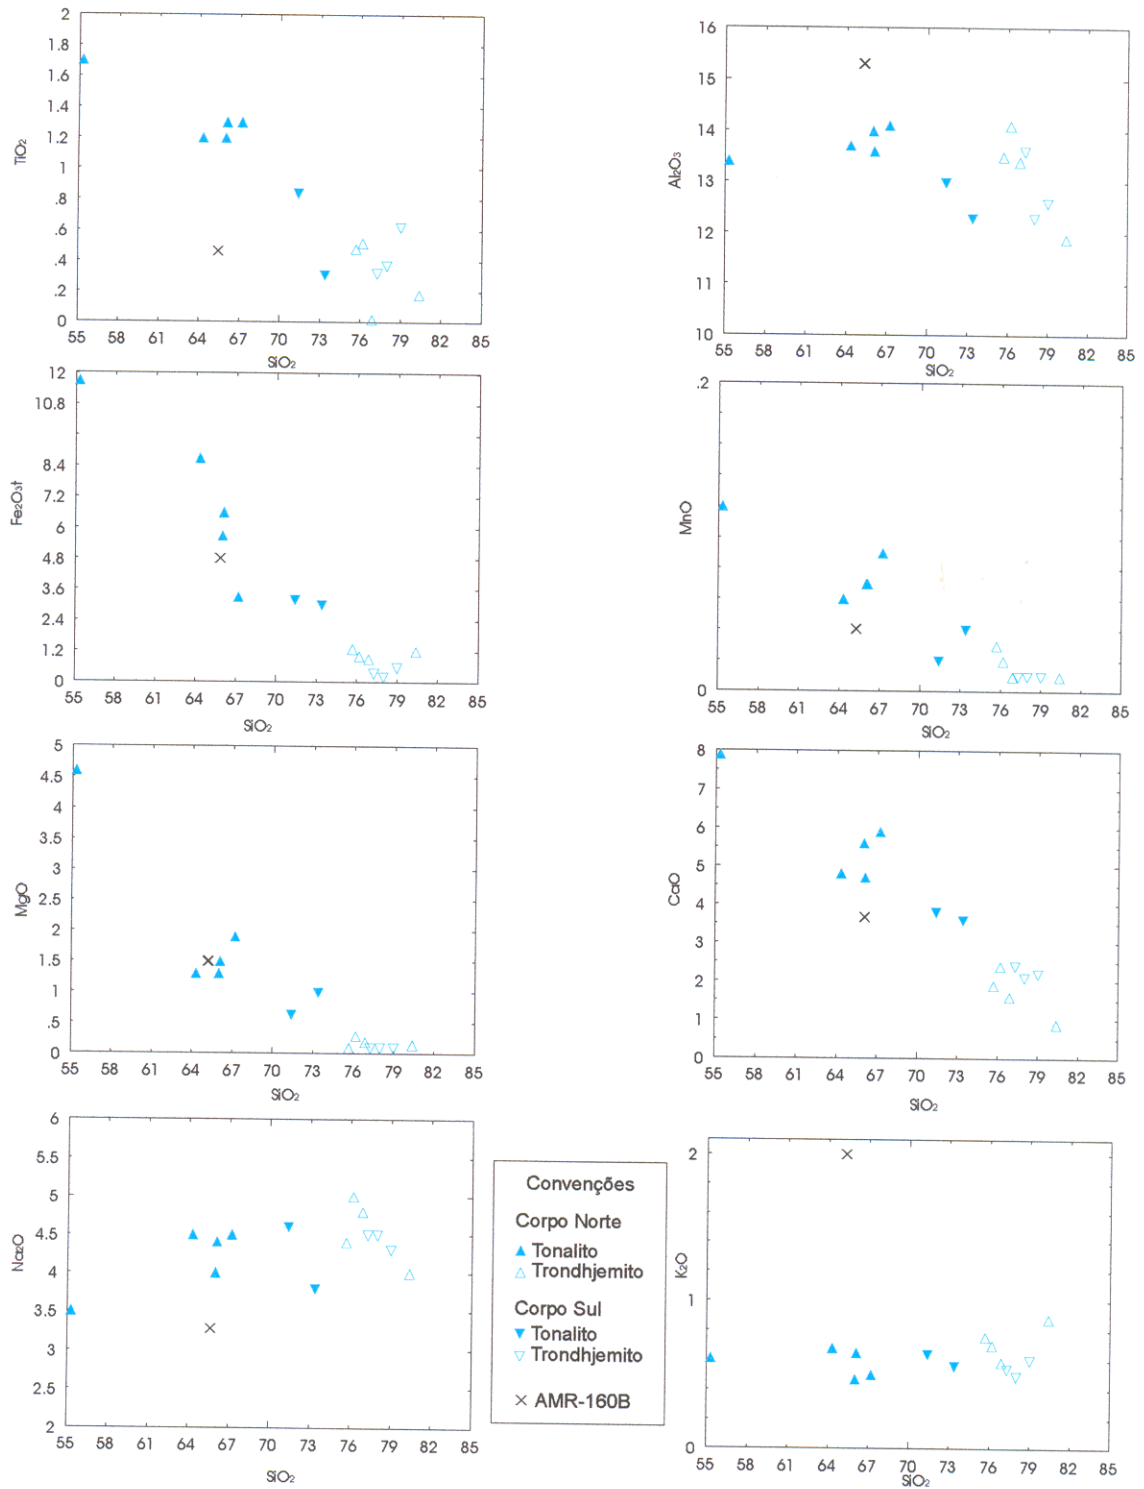 2
1.8
1.6
1.4
1.2
1
.8
.6
.4
.2
0
TiO₂
55 58 61 64 67 70 73 76 79 82 85
SiO₂
16
15
14
13
12
11
10
Al₂O₃
55 58 61 64 67 70 73 76 79 82 85
SiO₂
12
10.8
8.4
7.2
6
4.8
3.6
2.4
1.2
0
Fe₂O₃t
55 58 61 64 67 70 73 76 79 82 85
SiO₂
.2
0
MnO
55 58 61 64 67 70 73 76 79 82 85
SiO₂
5
4.5
4
3.5
3
2.5
2
1.5
1
.5
0
MgO
55 58 61 64 67 70 73 76 79 82 85
SiO₂
8
7
6
5
4
3
2
1
0
CaO
55 58 61 64 67 70 73 76 79 82 85
SiO₂
6
5.5
5
4.5
4
3.5
3
2.5
2
Na₂O
55 58 61 64 67 70 73 76 79 82 85
SiO₂
Convenções
Corpo Norte
Tonalito
Trondhjemito
Corpo Sul
Tonalito
Trondhjemito
AMR-160B
2
1
0
K₂O
55 58 61 64 67 70 73 76 79 82 85
SiO₂